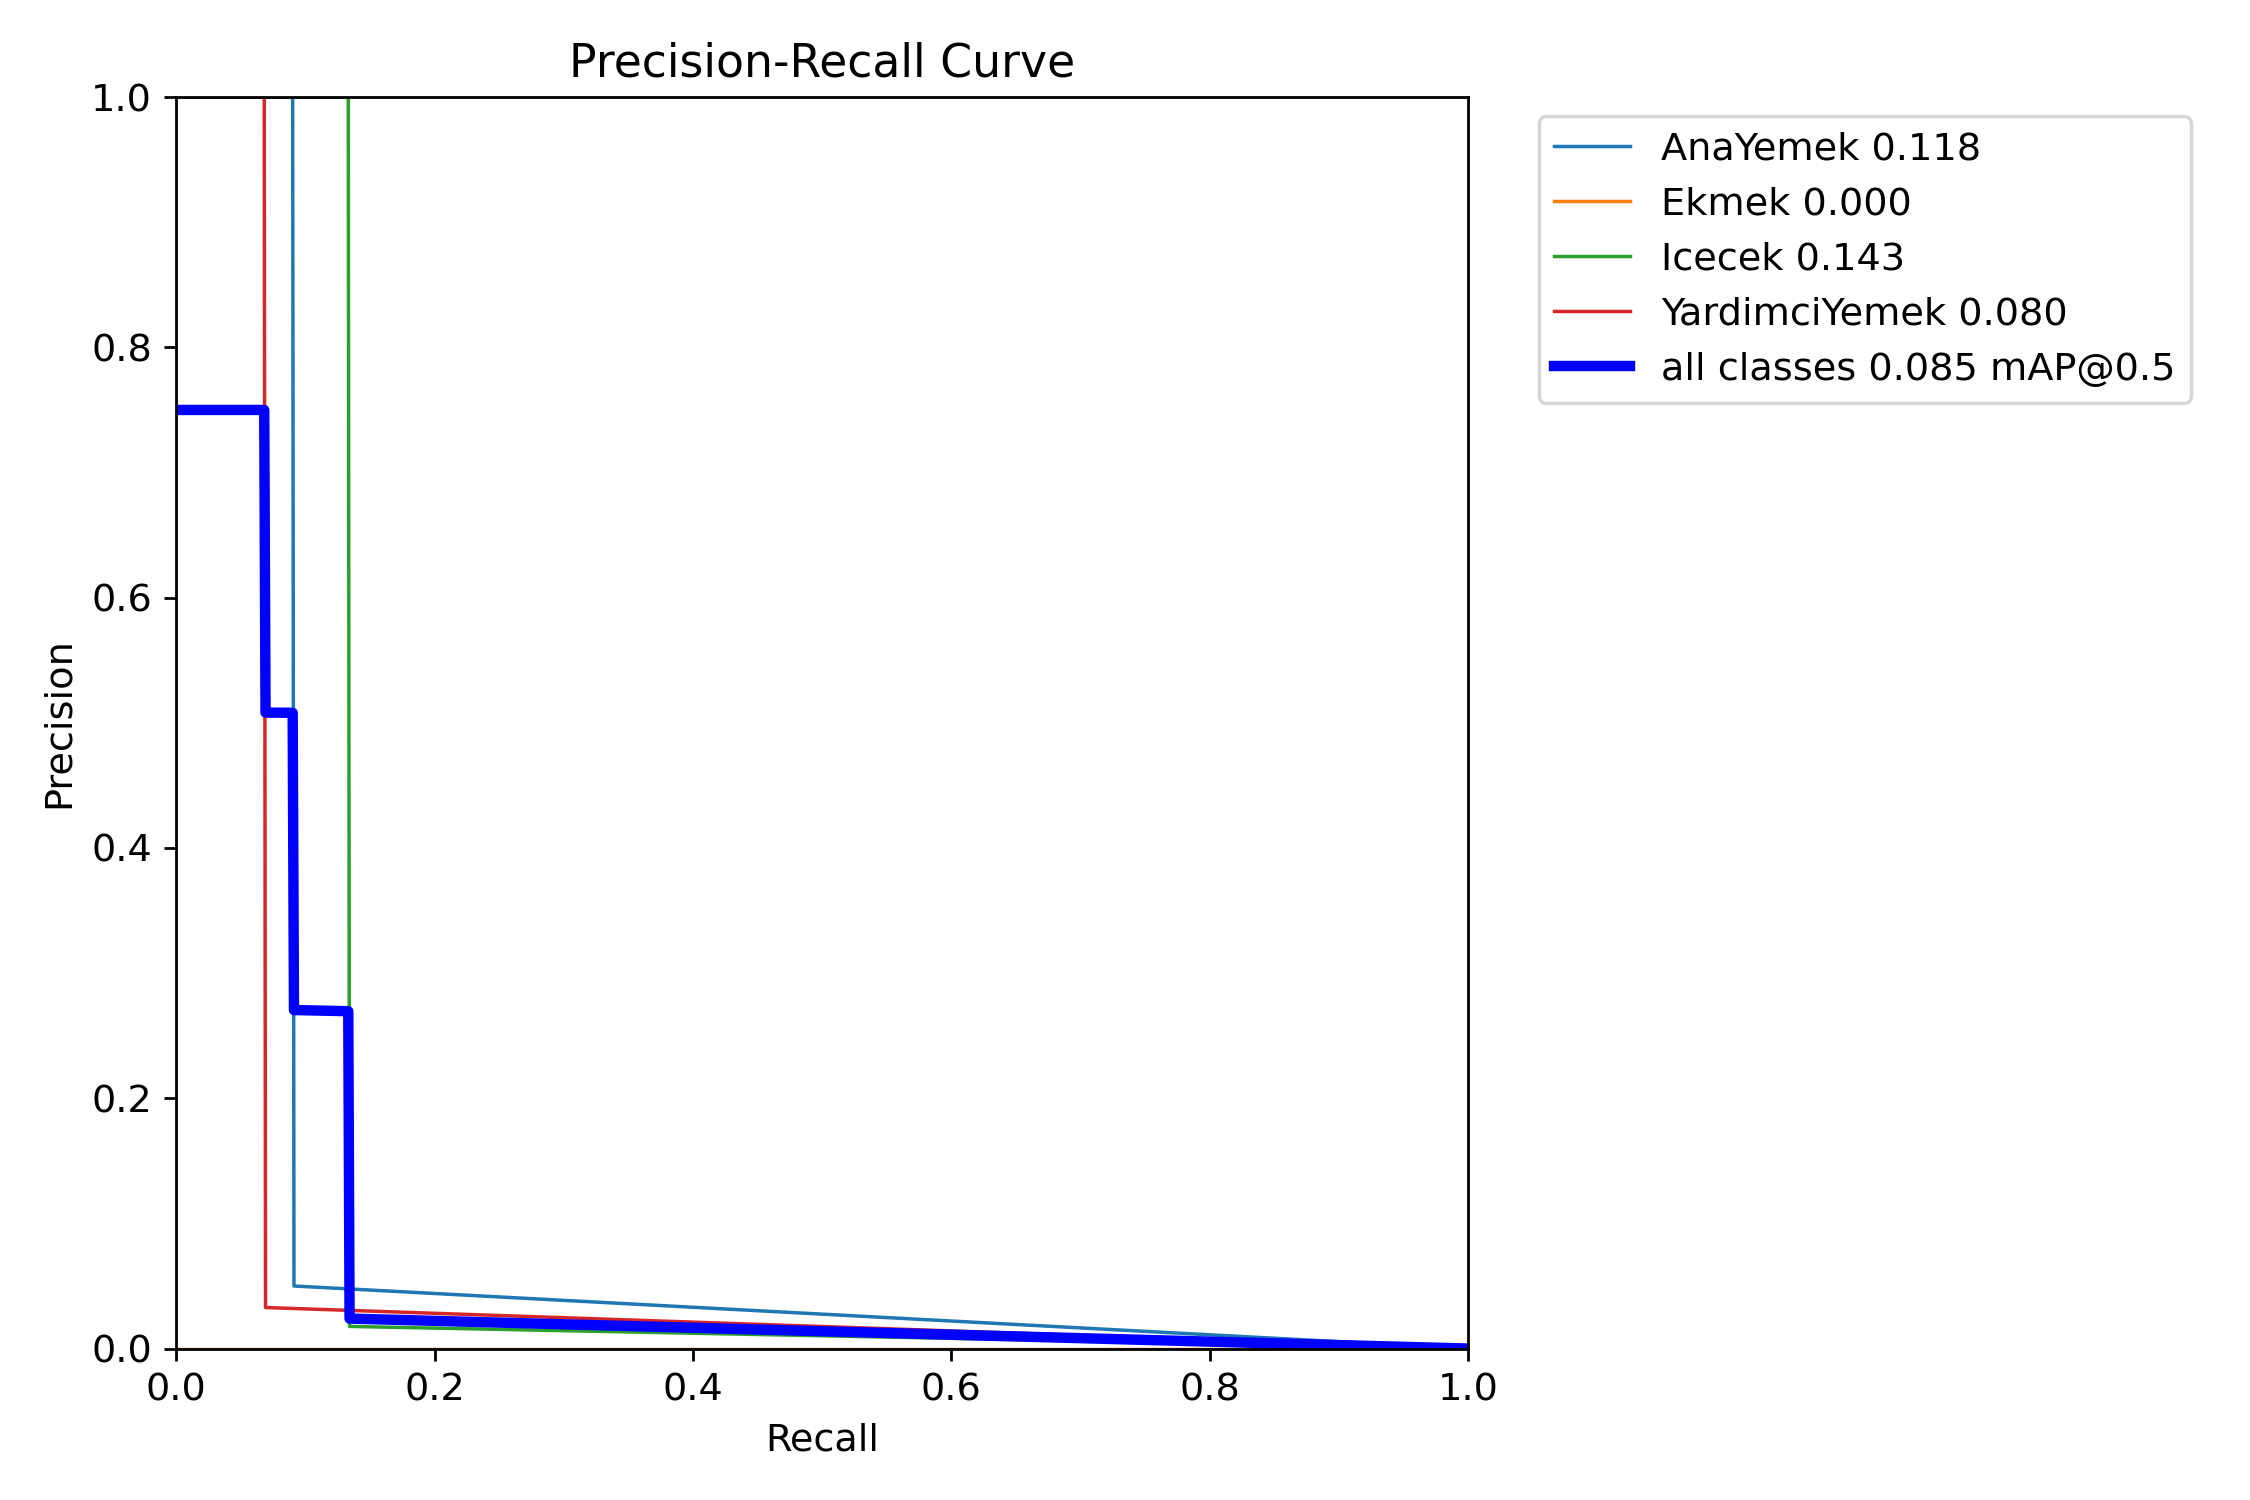 Precision-Recall Curve
1.0
0.8
0.6
0.4
0.2
0.0
Precision
0.0 0.2 0.4 0.6 0.8 1.0
Recall
AnaYemek 0.118
Ekmek 0.000
Icecek 0.143
YardimciYemek 0.080
all classes 0.085 mAP@0.5